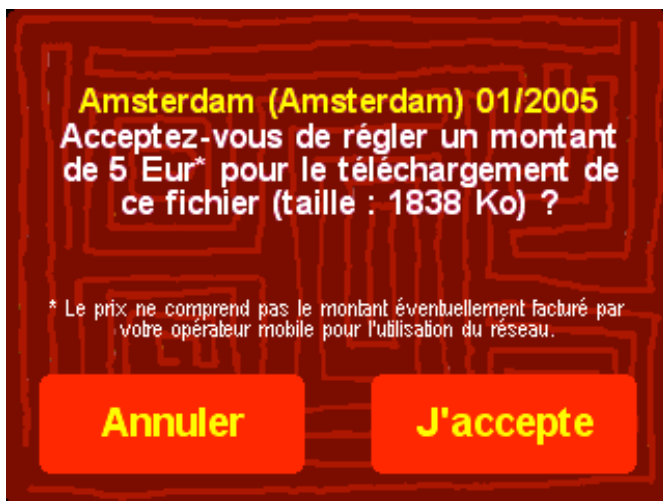 Amsterdam (Amsterdam) 01/2005
Acceptez-vous de régler un montant
de 5 Eur* pour le téléchargement de
ce fichier (taille : 1838 Ko) ?
* Le prix ne comprend pas le montant éventuellement facturé par
votre opérateur mobile pour l'utilisation du réseau.
Annuler
J'accepte